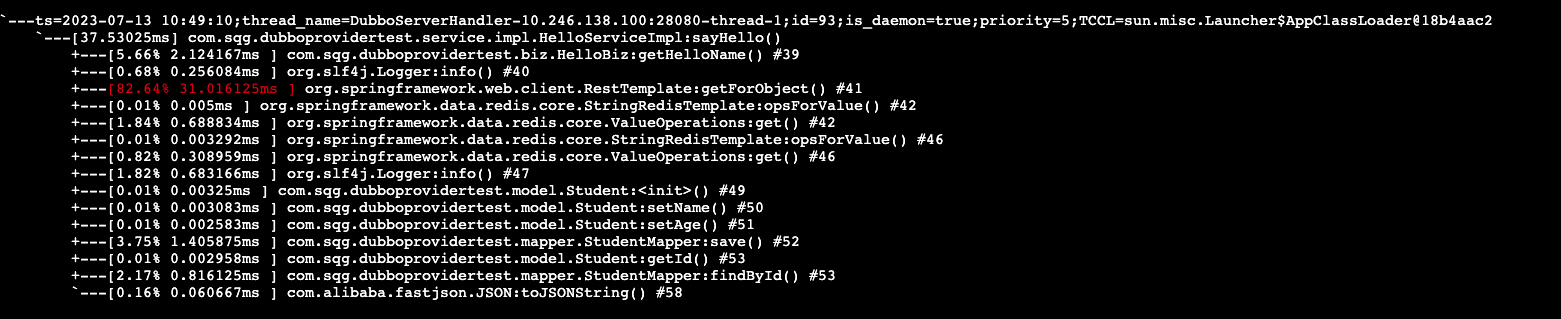 `---ts=2023-07-13 10:49:10;thread_name=DubboServerHandler-10.246.138.100:28080-thread-1;id=93;is_daemon=true;priority=5;TCCL=sun.misc.Launcher$AppClassLoader@18b4aac2
`---[37.53025ms] com.sqg.dubboprovidertest.service.impl.HelloServiceImpl:sayHello()
+---[5.66% 2.124167ms ] com.sqg.dubboprovidertest.biz.HelloBiz:getHelloName() #39
+---[0.68% 0.256084ms ] org.slf4j.Logger:info() #40
+---[82.64% 31.016125ms ] org.springframework.web.client.RestTemplate:getForObject() #41
+---[0.01% 0.005ms ] org.springframework.data.redis.core.StringRedisTemplate:opsForValue() #42
+---[1.84% 0.688834ms ] org.springframework.data.redis.core.ValueOperations:get() #42
+---[0.01% 0.003292ms ] org.springframework.data.redis.core.StringRedisTemplate:opsForValue() #46
+---[0.82% 0.308959ms ] org.springframework.data.redis.core.ValueOperations:get() #46
+---[1.82% 0.683166ms ] org.slf4j.Logger:info() #47
+---[0.01% 0.00325ms ] com.sqg.dubboprovidertest.model.Student:<init>() #49
+---[0.01% 0.003083ms ] com.sqg.dubboprovidertest.model.Student:setName() #50
+---[0.01% 0.002583ms ] com.sqg.dubboprovidertest.model.Student:setAge() #51
+---[3.75% 1.405875ms ] com.sqg.dubboprovidertest.mapper.StudentMapper:save() #52
+---[0.01% 0.002958ms ] com.sqg.dubboprovidertest.model.Student:getId() #53
+---[2.17% 0.816125ms ] com.sqg.dubboprovidertest.mapper.StudentMapper:findById() #53
`---[0.16% 0.060667ms ] com.alibaba.fastjson.JSON:toJSONString() #58